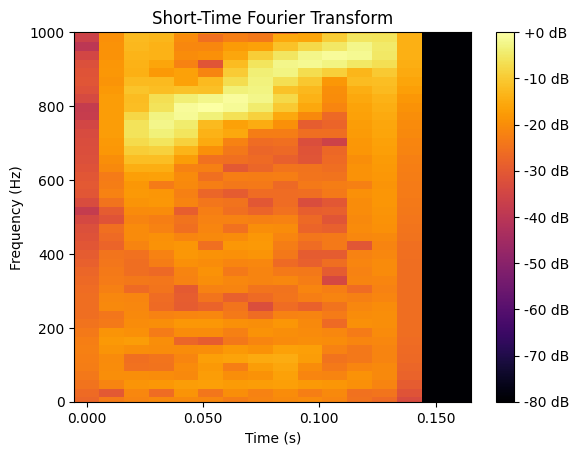 Short-Time Fourier Transform
Frequency (Hz)
1000
800
600
400
200
0
0.000
0.050
0.100
0.150
Time (s)
+0 dB
-10 dB
-20 dB
-30 dB
-40 dB
-50 dB
-60 dB
-70 dB
-80 dB